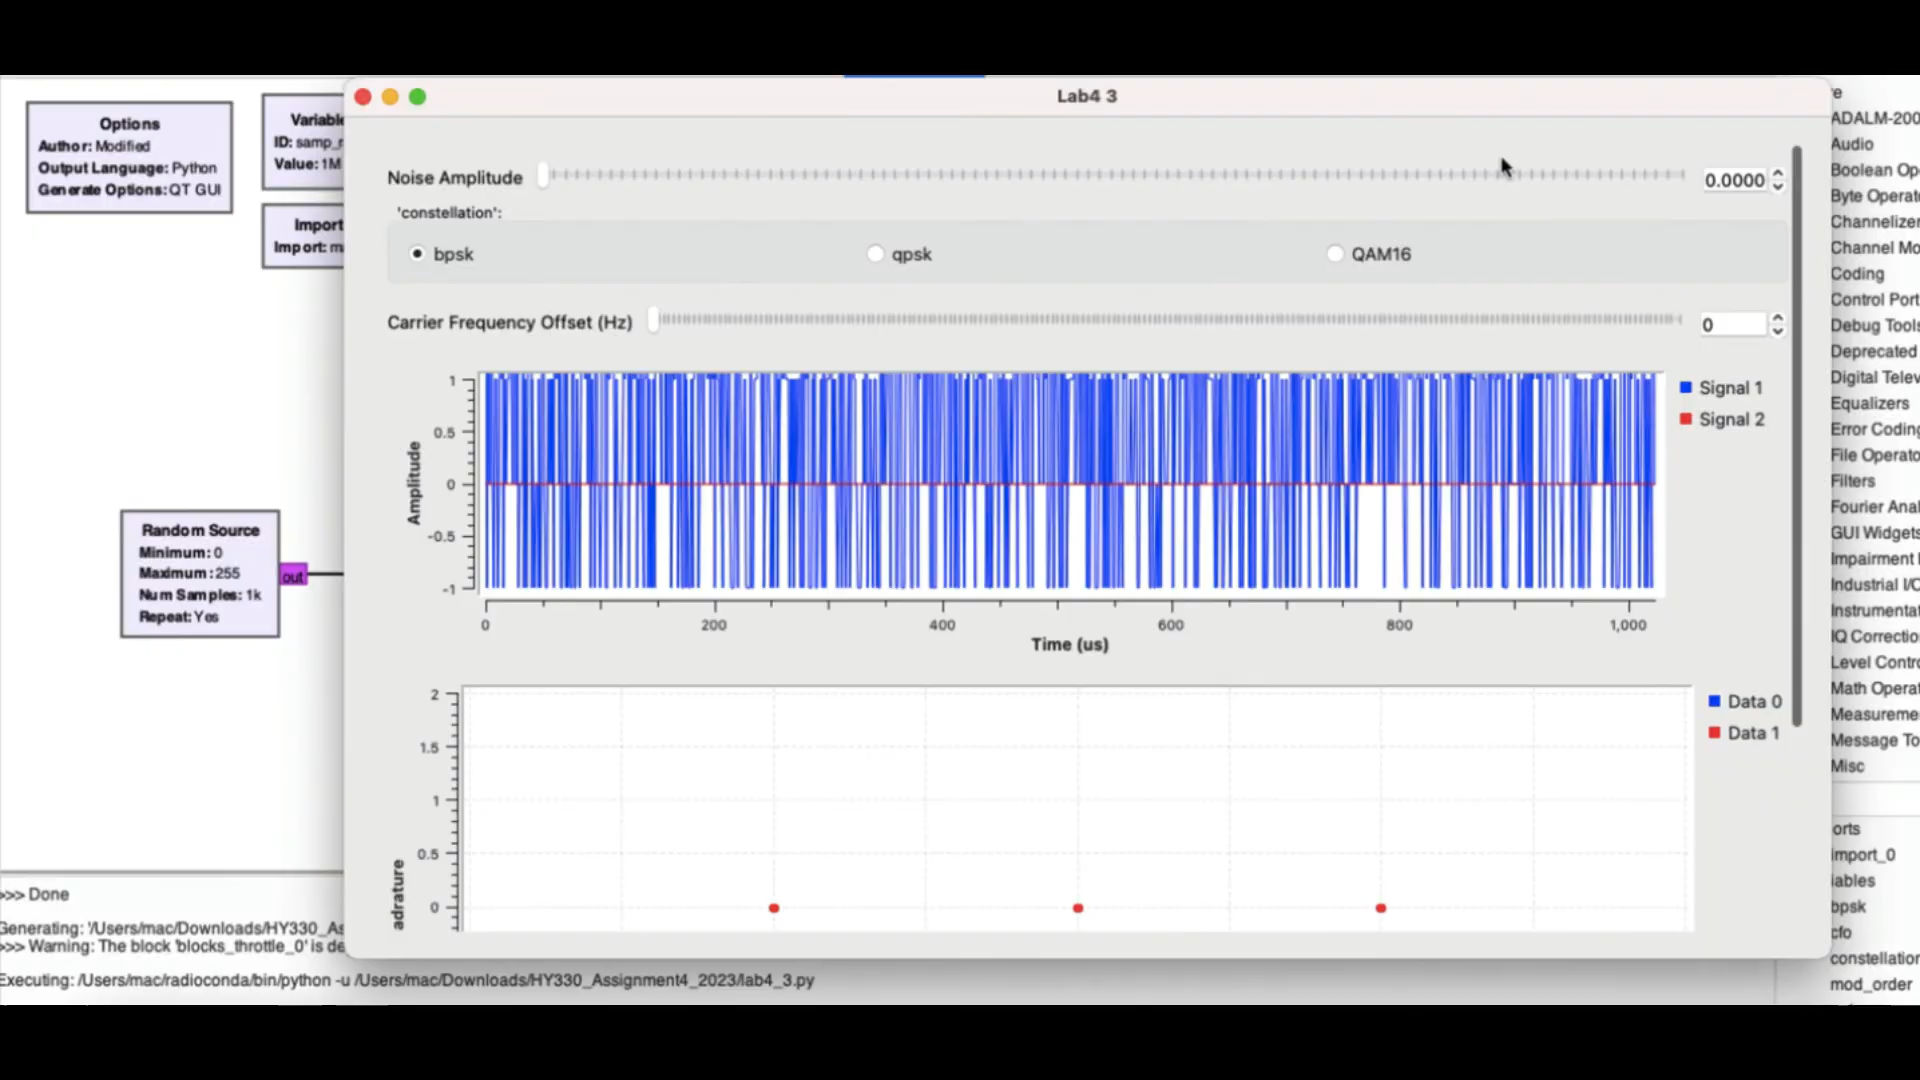 Lab4 3
Options
Author: Modified
Output Language: Python
Generate Options: QT GUI
Variable
ID: samp_r
Value: 1M
Import
Import: m
Noise Amplitude
0.0000
'constellation':
bpsk
qpsk
QAM16
Carrier Frequency Offset (Hz)
0
1
0.5
0
-0.5
-1
Amplitude
0
200
400
600
800
1,000
Time (us)
Signal 1
Signal 2
Random Source
Minimum: 0
Maximum: 255
Num Samples: 1k
Repeat: Yes
out
2
1.5
1
0.5
0
adrature
Data 0
Data 1
>>> Done
Generating: '/Users/mac/Downloads/HY330_As
>>> Warning: The block 'blocks_throttle_0' is de
Executing: /Users/mac/radioconda/bin/python -u /Users/mac/Downloads/HY330_Assignment4_2023/lab4_3.py
re
ADALM-200
Audio
Boolean Op
Byte Operat
Channelizer
Channel Mo
Coding
Control Port
Debug Tools
Deprecated
Digital Telev
Equalizers
Error Coding
File Operato
Filters
Fourier Anal
GUI Widgets
Impairment
Industrial I/O
Instrumentat
IQ Correctio
Level Contro
Math Operat
Measureme
Message To
Misc
orts
import_0
iables
bpsk
cfo
constellation
mod_order